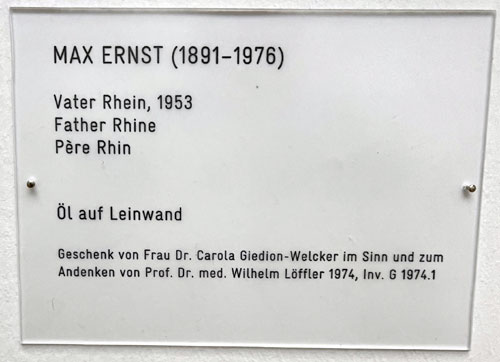 MAX ERNST (1891–1976)
Vater Rhein, 1953
Father Rhine
Père Rhin
Öl auf Leinwand
Geschenk von Frau Dr. Carola Giedion-Welcker im Sinn und zum
Andenken von Prof. Dr. med. Wilhelm Löffler 1974, Inv. G 1974.1